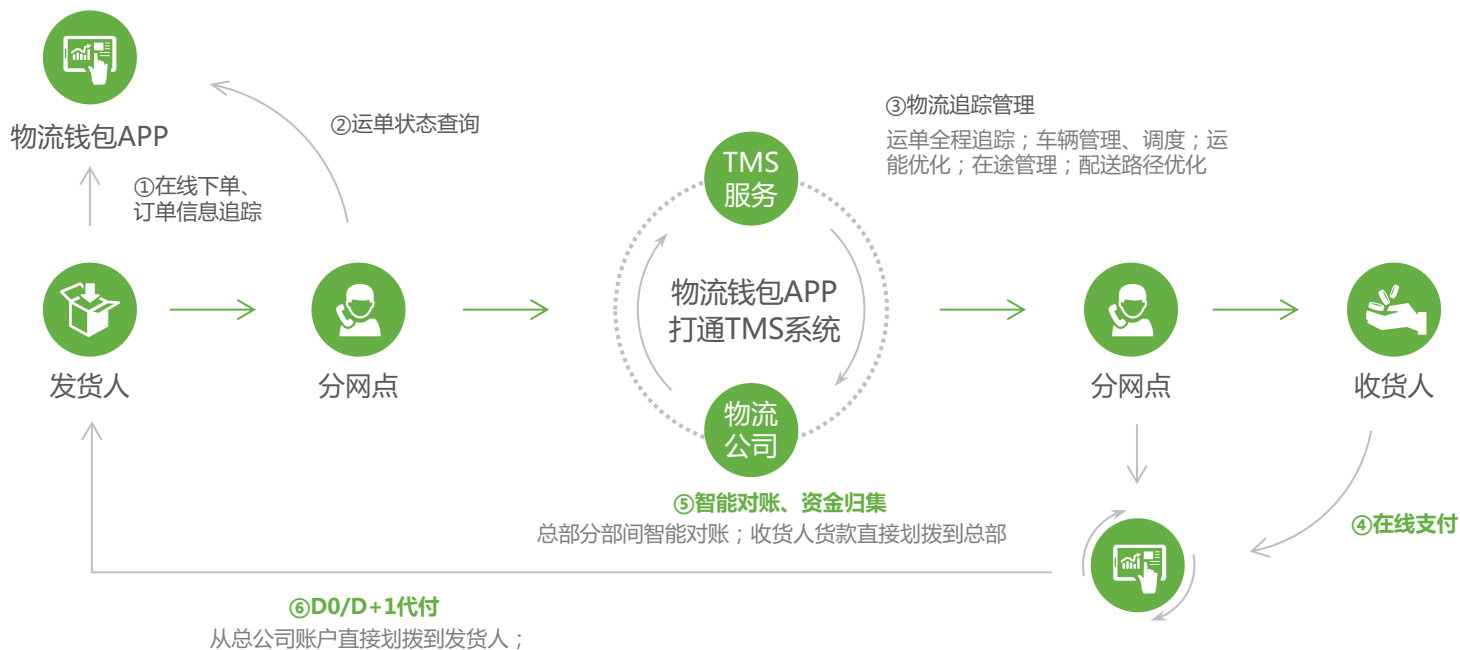 物流钱包APP
①在线下单、
订单信息追踪
②运单状态查询
③物流追踪管理
运单全程追踪；车辆管理、调度；运
能优化；在途管理；配送路径优化
TMS
服务
物流钱包APP
打通TMS系统
物流
公司
发货人
分网点
分网点
收货人
④在线支付
⑤智能对账、资金归集
总部分部间智能对账；收货人货款直接划拨到总部
⑥D0/D+1代付
从总公司账户直接划拨到发货人；